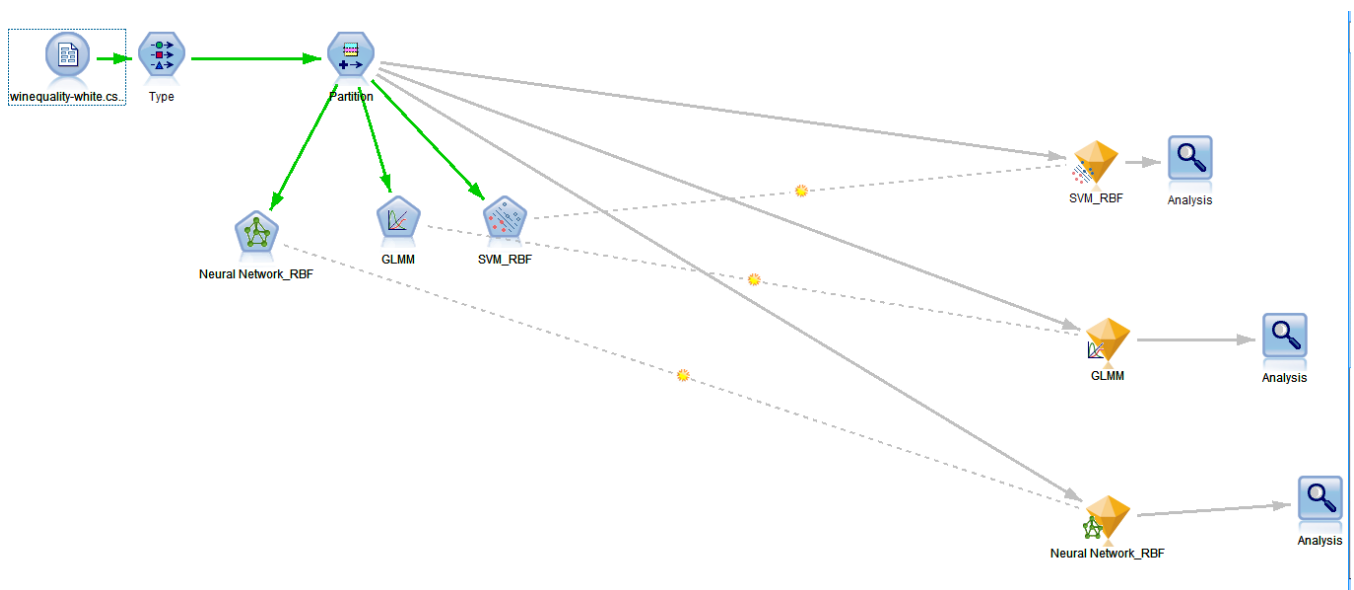 winequality-white.cs..
Type
Partition
SVM_RBF
Analysis
Neural Network_RBF
GLMM
SVM_RBF
GLMM
Analysis
Neural Network_RBF
Analysis